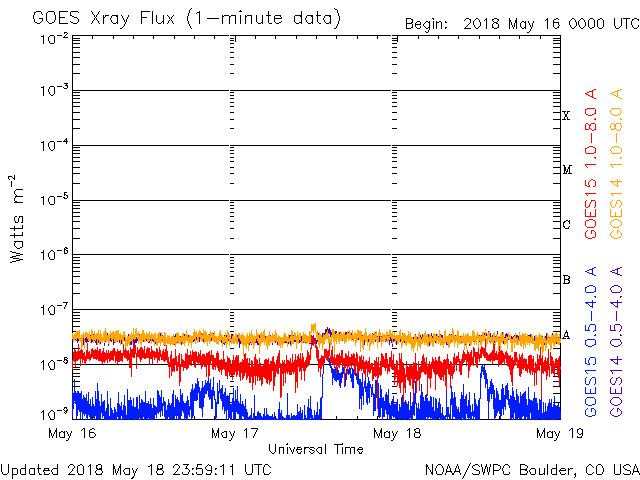 GOES Xray Flux (1-minute data)
Begin: 2018 May 16 0000 UTC
10⁻²
10⁻³
10⁻⁴
10⁻⁵
10⁻⁶
10⁻⁷
10⁻⁸
10⁻⁹
Watts m⁻²
X
M
C
B
A
GOES15 1.0-8.0 A
GOES14 1.0-8.0 A
GOES15 0.5-4.0 A
GOES14 0.5-4.0 A
May 16
May 17
May 18
May 19
Universal Time
Updated 2018 May 18 23:59:11 UTC
NOAA/SWPC Boulder, CO USA